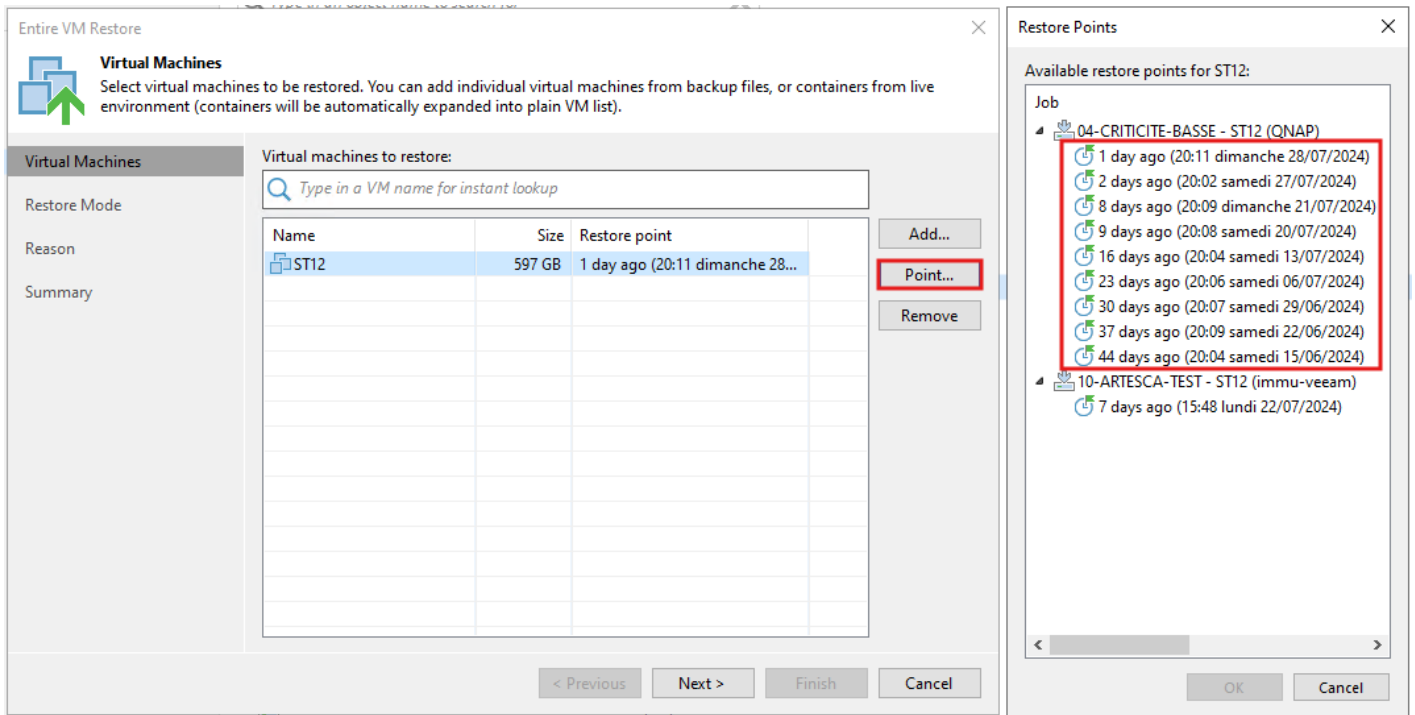 Type in an object name to search for
Entire VM Restore
Virtual Machines
Select virtual machines to be restored. You can add individual virtual machines from backup files, or containers from live
environment (containers will be automatically expanded into plain VM list).
Virtual Machines
Restore Mode
Reason
Summary
Virtual machines to restore:
Type in a VM name for instant lookup
Name Size Restore point
ST12 597 GB 1 day ago (20:11 dimanche 28...
Add...
Point...
Remove
< Previous Next > Finish Cancel
Restore Points
Available restore points for ST12:
Job
04-CRITICITE-BASSE - ST12 (QNAP)
1 day ago (20:11 dimanche 28/07/2024)
2 days ago (20:02 samedi 27/07/2024)
8 days ago (20:09 dimanche 21/07/2024)
9 days ago (20:08 samedi 20/07/2024)
16 days ago (20:04 samedi 13/07/2024)
23 days ago (20:06 samedi 06/07/2024)
30 days ago (20:07 samedi 29/06/2024)
37 days ago (20:09 samedi 22/06/2024)
44 days ago (20:04 samedi 15/06/2024)
10-ARTESCA-TEST - ST12 (immu-veeam)
7 days ago (15:48 lundi 22/07/2024)
OK Cancel